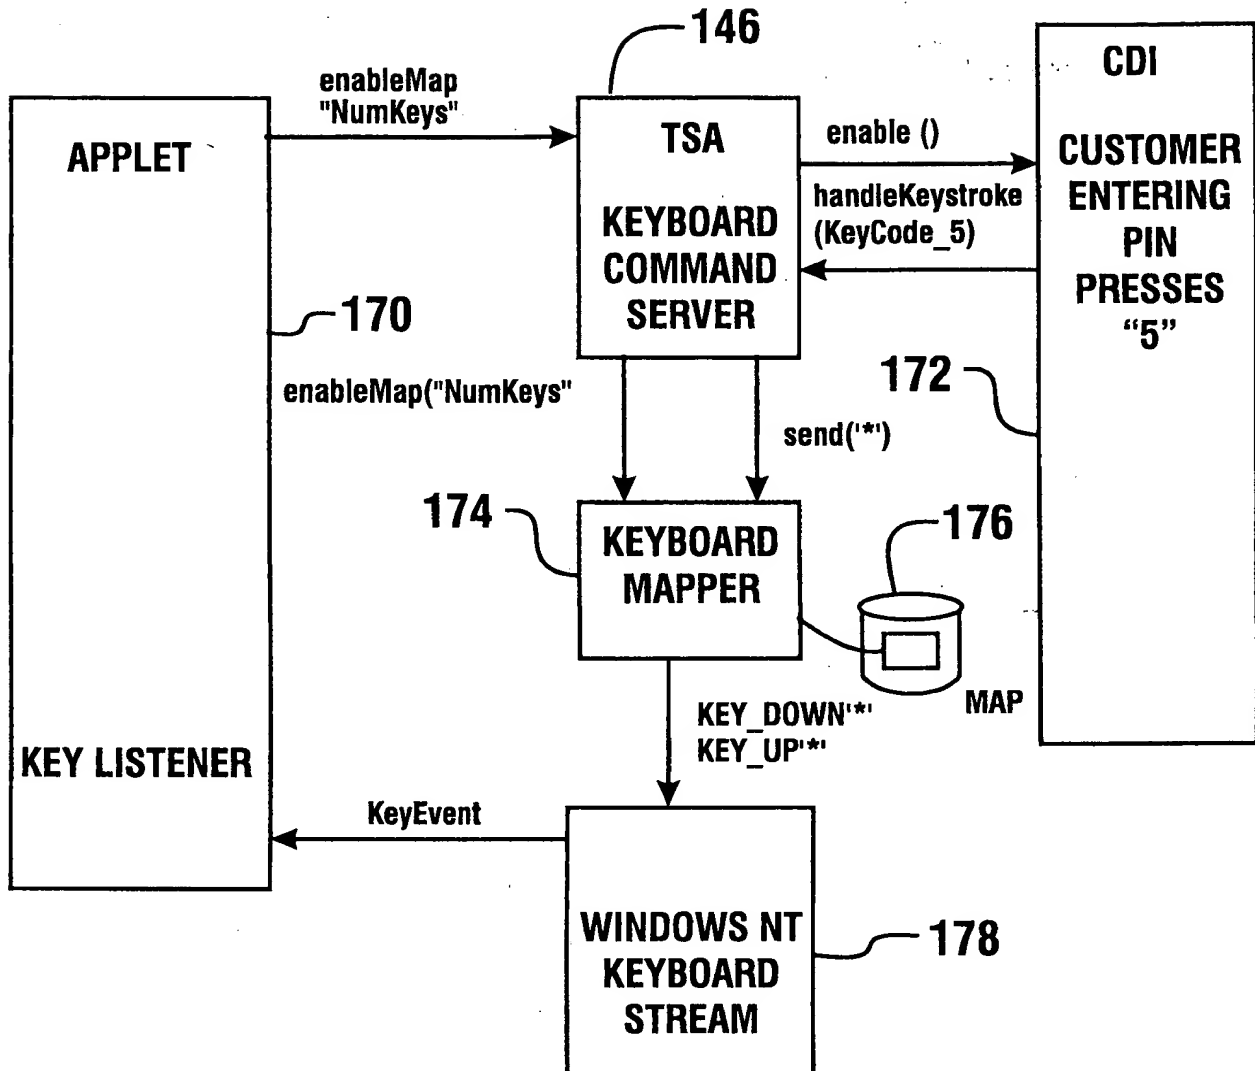 146
CDI
enableMap
"NumKeys"
APPLET
TSA
enable ()
CUSTOMER
ENTERING
PIN
PRESSES
“5”
handleKeystroke
(KeyCode_5)
KEYBOARD
COMMAND
SERVER
170
172
enableMap("NumKeys"
send('*')
174
KEYBOARD
MAPPER
176
MAP
KEY_DOWN'*'
KEY_UP'*'
KEY LISTENER
KeyEvent
WINDOWS NT
KEYBOARD
STREAM
178